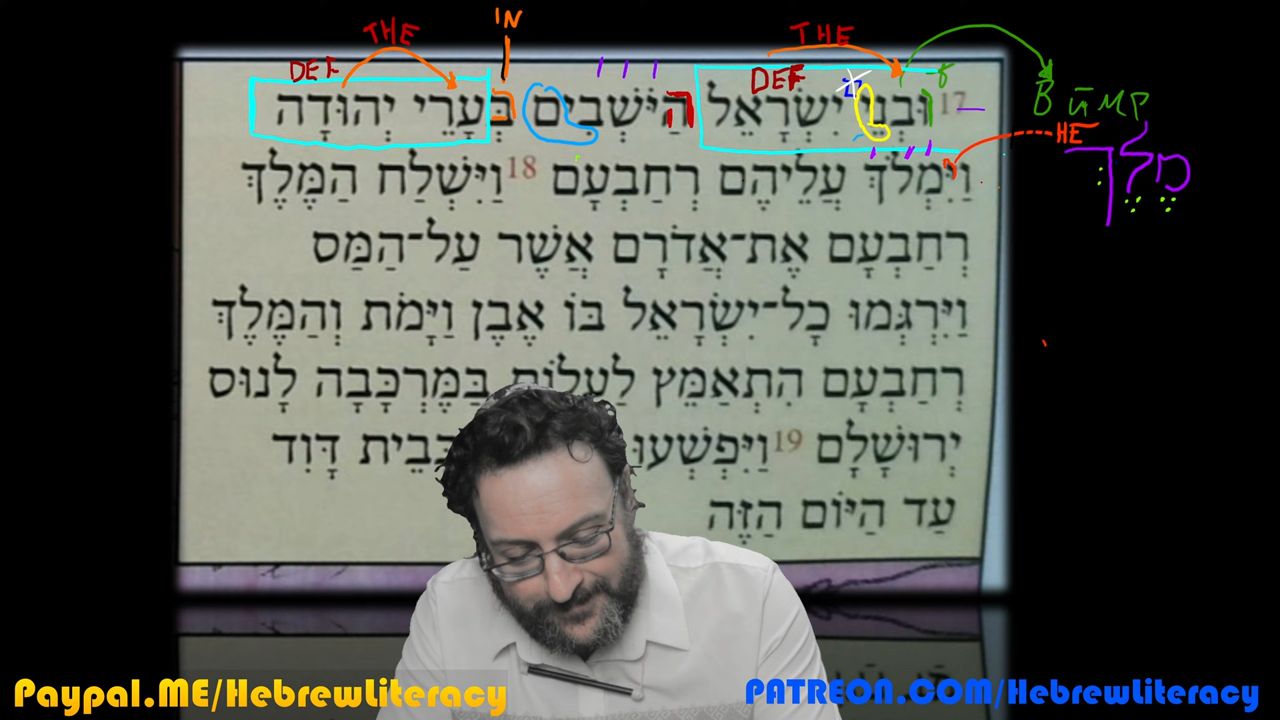 IN
THE
THE
DEF
DEF
17 וּבְנֵי יִשְׂרָאֵל הַיֹּשְׁבִים בְּעָרֵי יְהוּדָה
B
HE
מלך
וַיִּמְלֹךְ עֲלֵיהֶם רְחַבְעָם 18 וַיִּשְׁלַח הַמֶּלֶךְ
רְחַבְעָם אֶת־אֲדֹרָם אֲשֶׁר עַל־הַמַּס
וַיִּרְגְּמוּ כָל־יִשְׂרָאֵל בּוֹ אֶבֶן וַיָּמֹת וְהַמֶּלֶךְ
רְחַבְעָם הִתְאַמֵּץ לַעֲלוֹת בַּמֶּרְכָּבָה לָנוּס
יְרוּשָׁלִָם 19 וַיִּפְשְׁעוּ בְּבֵית דָּוִד
עַד הַיּוֹם הַזֶּה
Paypal.ME/HebrewLiteracy
PATREON.COM/HebrewLiteracy